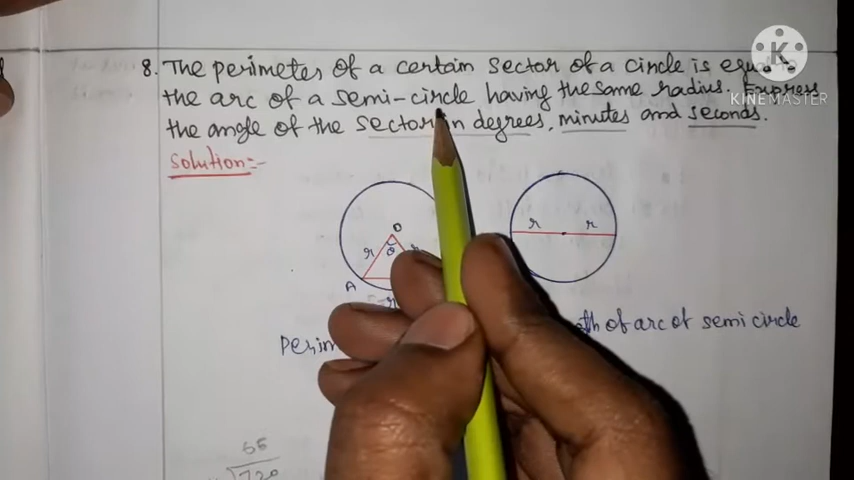 8. The perimeter of a certain sector of a circle is equal to
the arc of a semi-circle having the same radius. Express
the angle of the sector in degrees, minutes and seconds.
Solution:-
K
KINEMASTER
O
r θ r r
A
of arc of semi circle